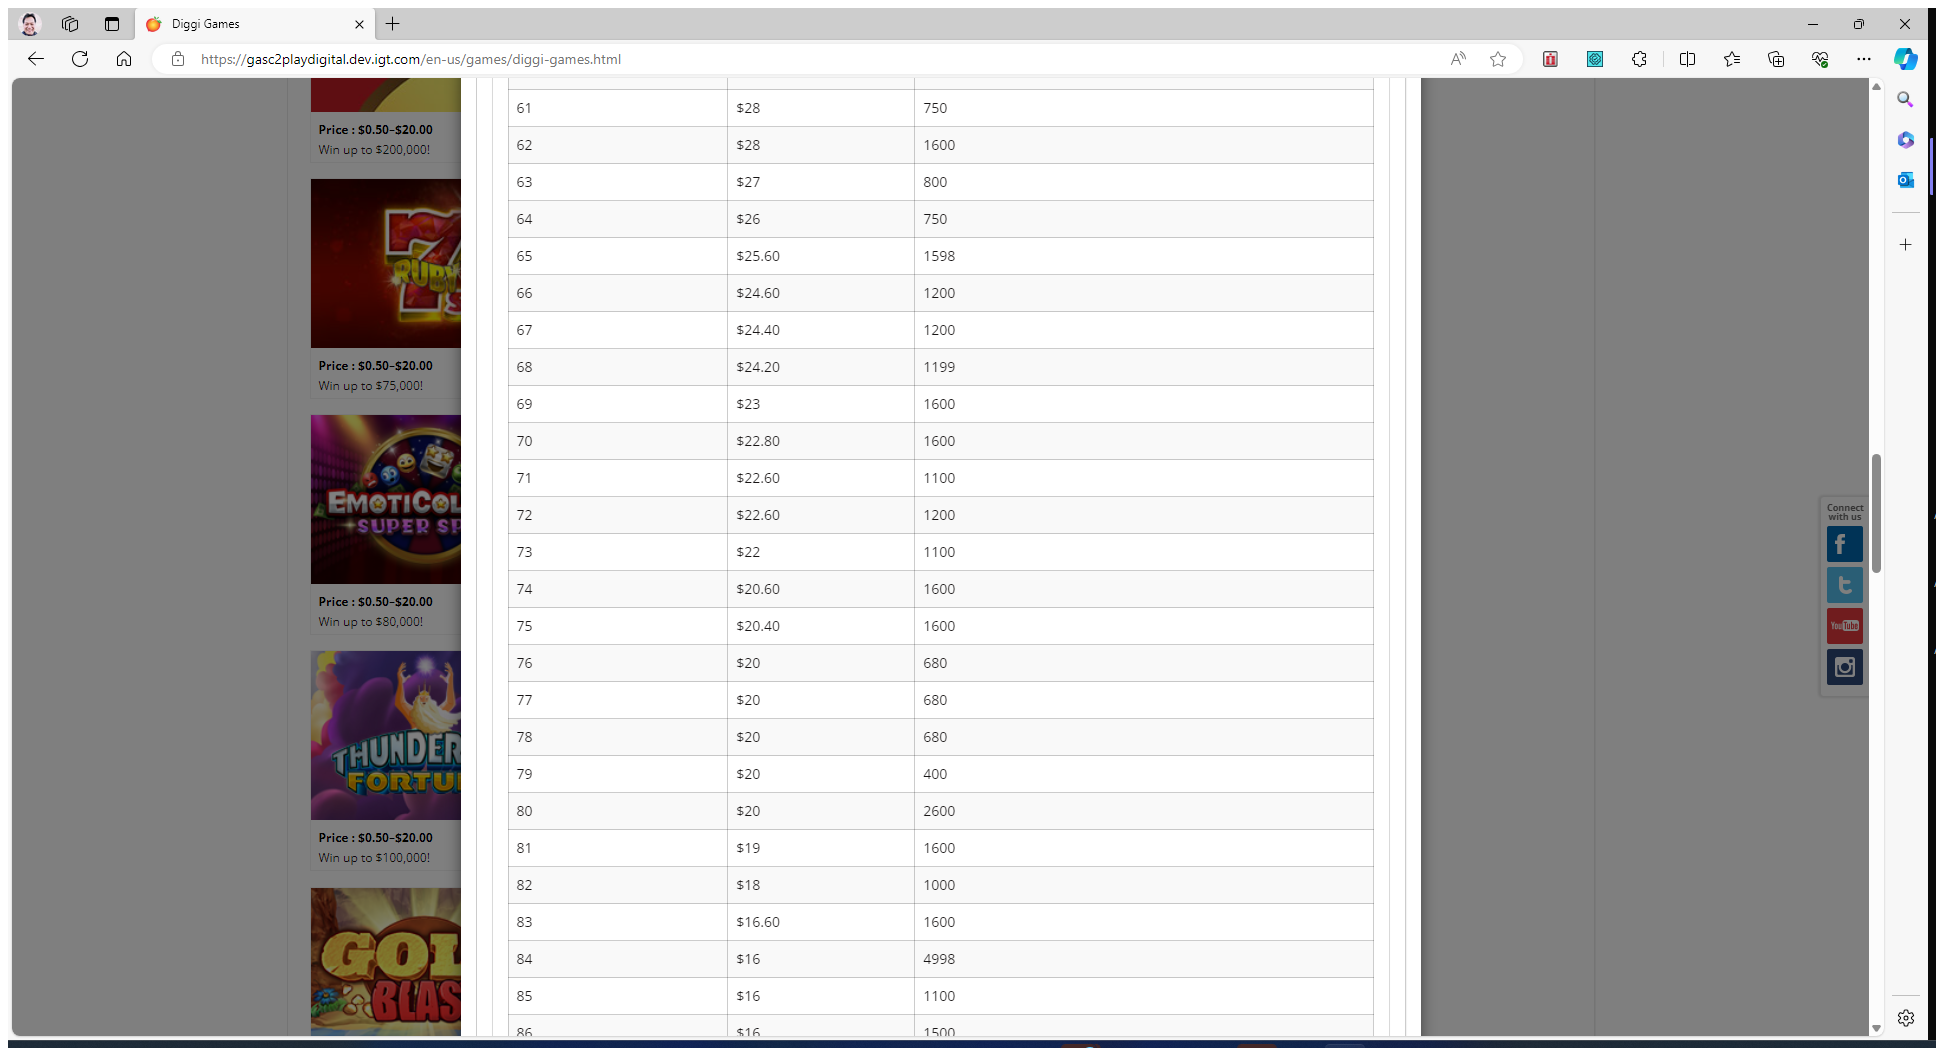 Diggi Games
https://gasc2playdigital.dev.igt.com/en-us/games/diggi-games.html
Price : $0.50–$20.00
Win up to $200,000!
7
RUBY
Price : $0.50–$20.00
Win up to $75,000!
EMOTICOL
SUPER SP
Price : $0.50–$20.00
Win up to $80,000!
THUNDER
FORTU
Price : $0.50–$20.00
Win up to $100,000!
GOL
BLAS
61 $28 750
62 $28 1600
63 $27 800
64 $26 750
65 $25.60 1598
66 $24.60 1200
67 $24.40 1200
68 $24.20 1199
69 $23 1600
70 $22.80 1600
71 $22.60 1100
72 $22.60 1200
73 $22 1100
74 $20.60 1600
75 $20.40 1600
76 $20 680
77 $20 680
78 $20 680
79 $20 400
80 $20 2600
81 $19 1600
82 $18 1000
83 $16.60 1600
84 $16 4998
85 $16 1100
86 $16 1500
Connect
with us
You Tube